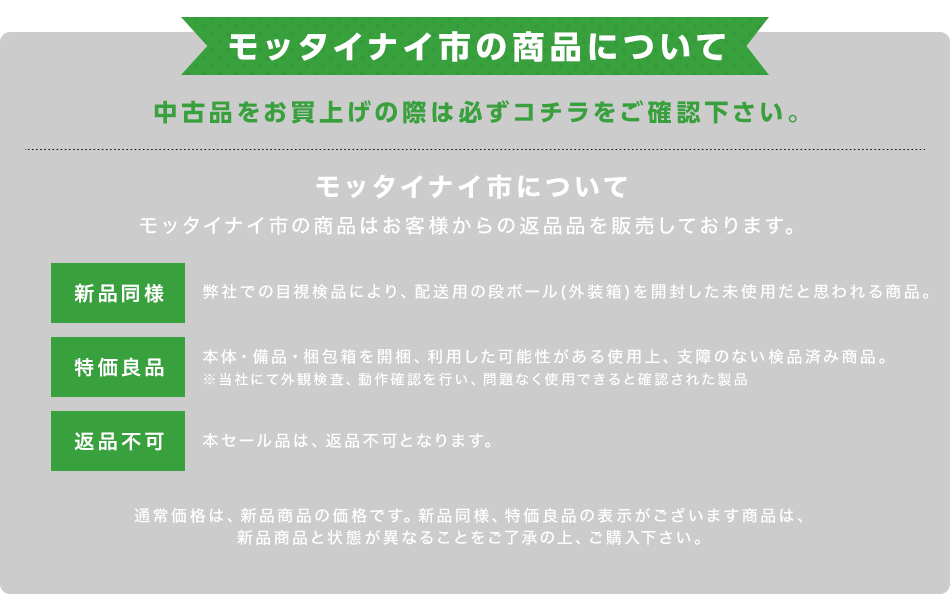 モッタイナイ市の商品について
中古品をお買上げの際は必ずコチラをご確認下さい。
モッタイナイ市について
モッタイナイ市の商品はお客様からの返品品を販売しております。
新品同様
弊社での目視検品により、配送用の段ボール(外装箱)を開封した未使用だと思われる商品。
特価良品
本体・備品・梱包箱を開梱、利用した可能性がある使用上、支障のない検品済み商品。
※当社にて外観検査、動作確認を行い、問題なく使用できると確認された製品
返品不可
本セール品は、返品不可となります。
通常価格は、新品商品の価格です。新品同様、特価良品の表示がございます商品は、
新品商品と状態が異なることをご了承の上、ご購入下さい。